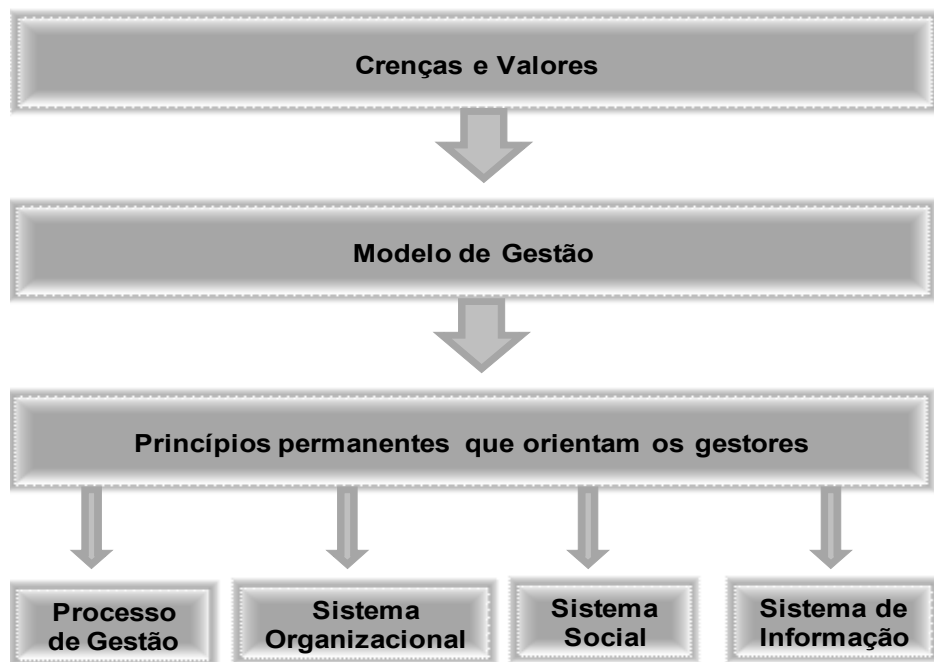 Crenças e Valores
Modelo de Gestão
Princípios permanentes que orientam os gestores
Processo
de Gestão
Sistema
Organizacional
Sistema
Social
Sistema de
Informação